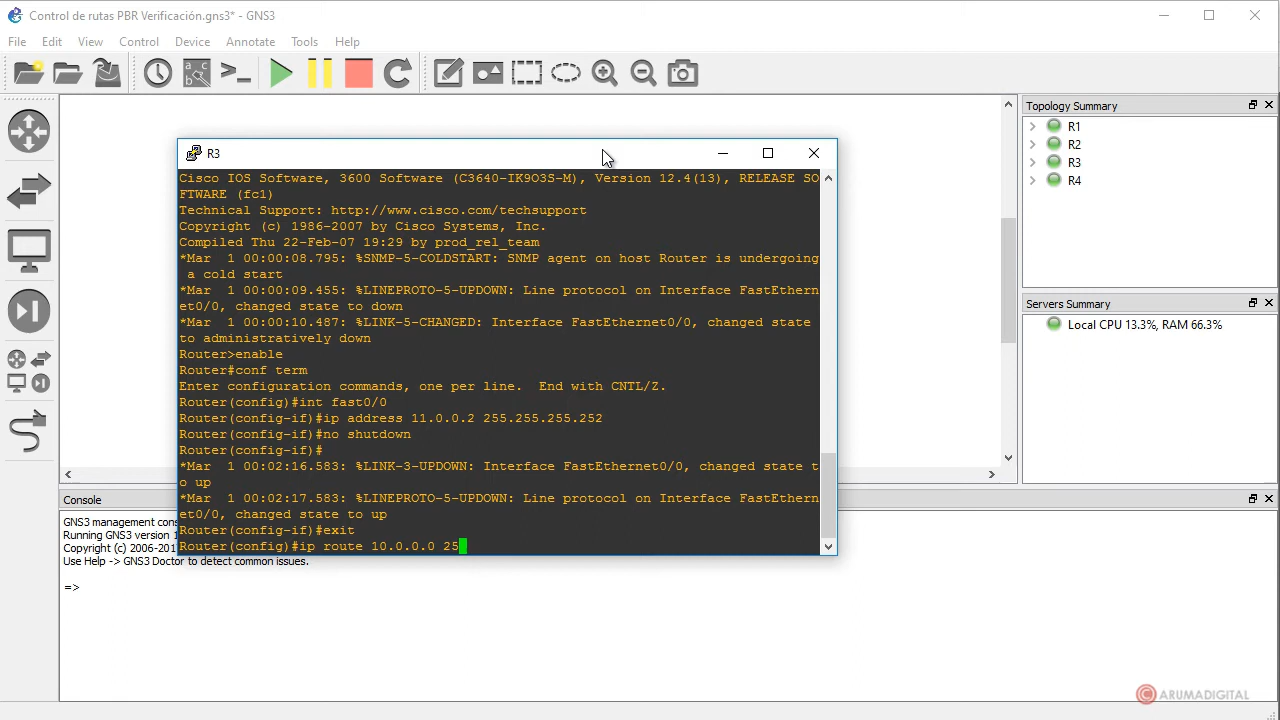 Control de rutas PBR Verificación.gns3* - GNS3
File Edit View Control Device Annotate Tools Help
Topology Summary
R1
R2
R3
R4
Servers Summary
Local CPU 13.3%, RAM 66.3%
R3
Cisco IOS Software, 3600 Software (C3640-IK9O3S-M), Version 12.4(13), RELEASE SO
FTWARE (fc1)
Technical Support: http://www.cisco.com/techsupport
Copyright (c) 1986-2007 by Cisco Systems, Inc.
Compiled Thu 22-Feb-07 19:29 by prod_rel_team
*Mar  1 00:00:08.795: %SNMP-5-COLDSTART: SNMP agent on host Router is undergoing
 a cold start
*Mar  1 00:00:09.455: %LINEPROTO-5-UPDOWN: Line protocol on Interface FastEthern
et0/0, changed state to down
*Mar  1 00:00:10.487: %LINK-5-CHANGED: Interface FastEthernet0/0, changed state
to administratively down
Router>enable
Router#conf term
Enter configuration commands, one per line.  End with CNTL/Z.
Router(config)#int fast0/0
Router(config-if)#ip address 11.0.0.2 255.255.255.252
Router(config-if)#no shutdown
Router(config-if)#
*Mar  1 00:02:16.583: %LINK-3-UPDOWN: Interface FastEthernet0/0, changed state t
o up
*Mar  1 00:02:17.583: %LINEPROTO-5-UPDOWN: Line protocol on Interface FastEthern
et0/0, changed state to up
Router(config-if)#exit
Router(config)#ip route 10.0.0.0 25
Console
GNS3 management cons
Running GNS3 version 1
Copyright (c) 2006-201
Use Help -> GNS3 Doctor to detect common issues.
=>
ARUMADIGITAL